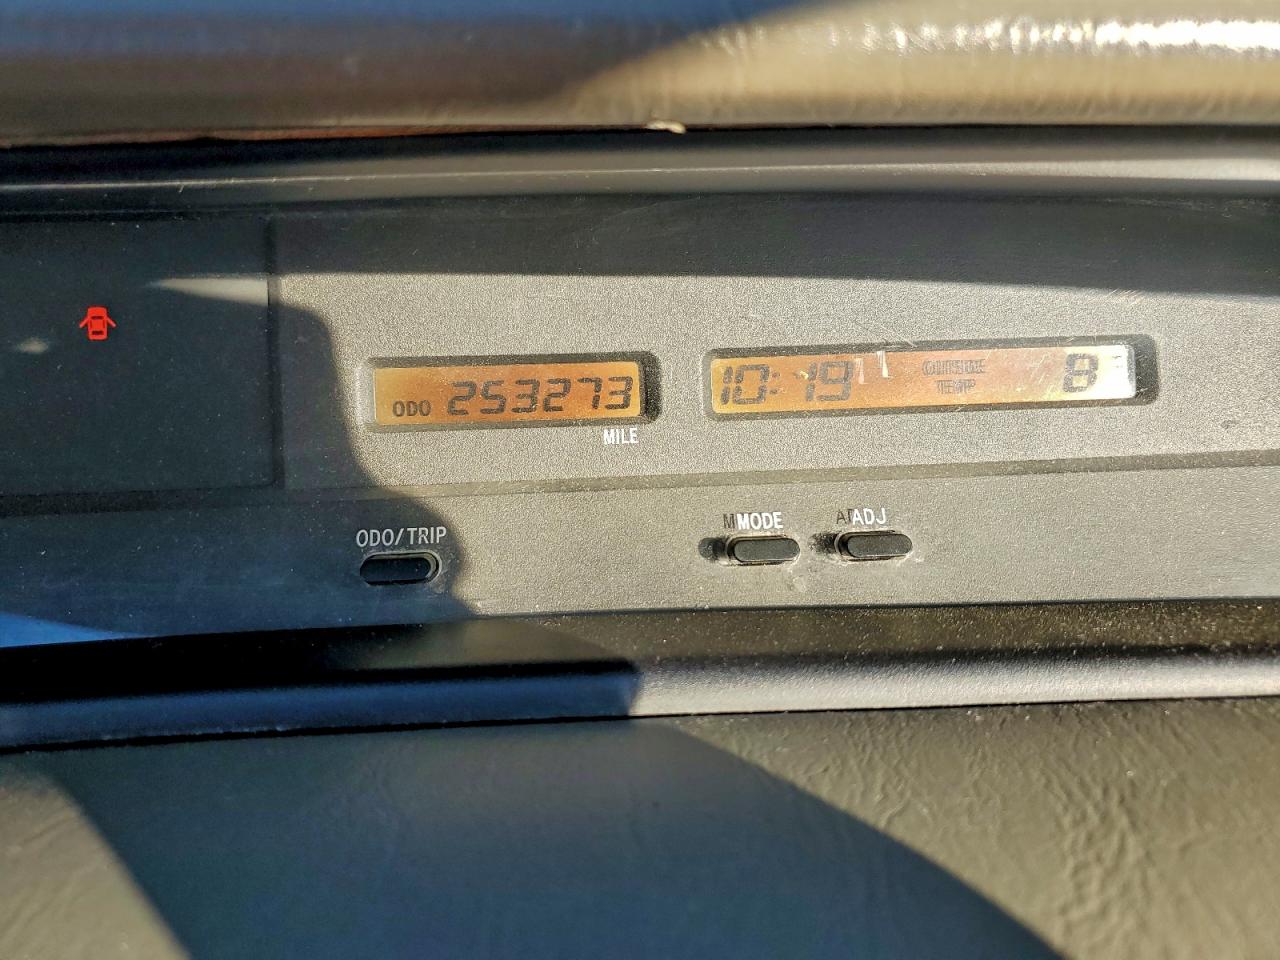 ODO 253273
MILE
10:19 OUTSIDE TEMP 8
ODO/TRIP
MODE ADJ